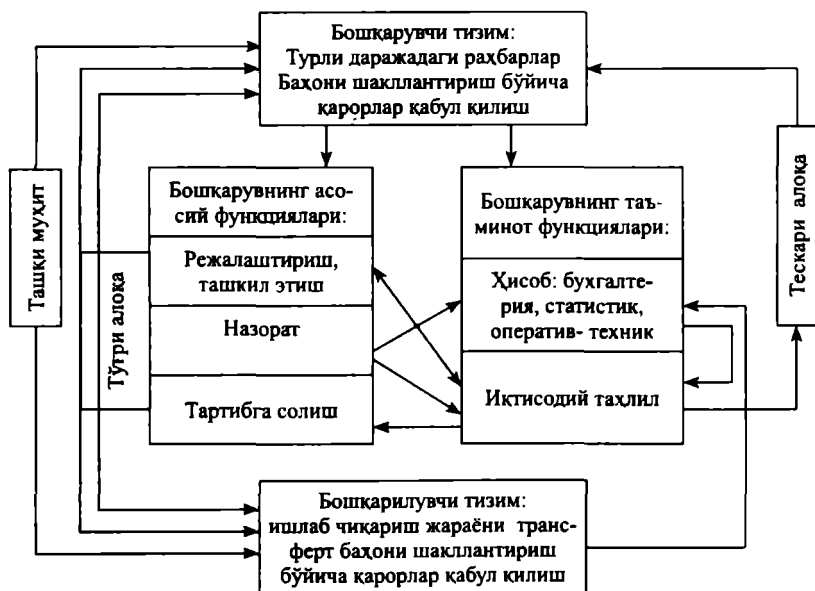 Бошқарувчи тизим:
Турли даражадаги раҳбарлар
Баҳони шакллантириш бўйича
қарорлар қабул қилиш
Ташқи муҳит
Тўғри алоқа
Бошқарувнинг асо-
сий функциялари:
Режалаштириш,
ташкил этиш
Назорат
Тартибга солиш
Бошқарувнинг таъ-
минот функциялари:
Ҳисоб: бухгалте-
рия, статистик,
оператив- техник
Иқтисодий таҳлил
Тескари алоқа
Бошқарилувчи тизим:
ишлаб чиқариш жараёни транс-
ферт баҳони шакллантириш
бўйича қарорлар қабул қилиш